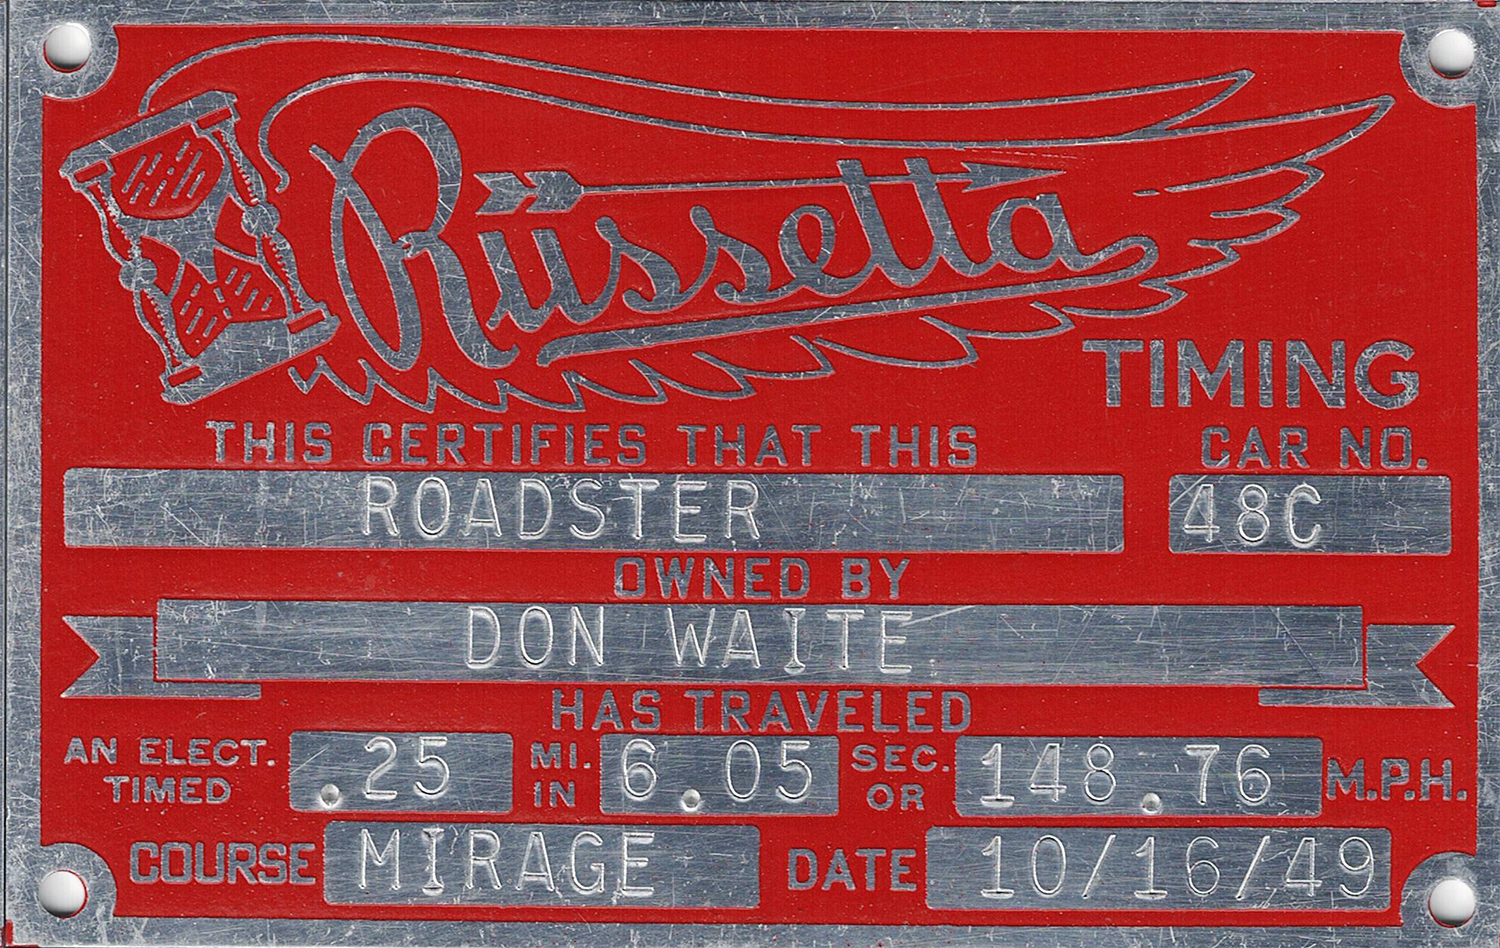 Russetta
TIMING
THIS CERTIFIES THAT THIS CAR NO.
ROADSTER 48C
OWNED BY
DON WAITE
HAS TRAVELED
AN ELECT. TIMED .25 MI. IN 6.05 SEC. OR 148.76 M.P.H.
COURSE MIRAGE DATE 10/16/49